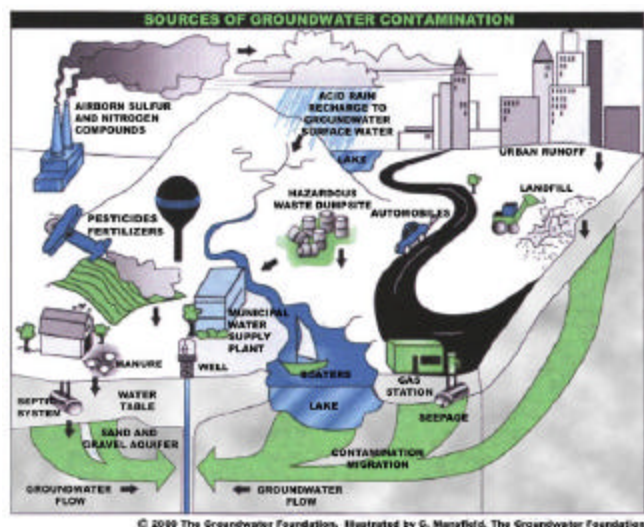 SOURCES OF GROUNDWATER CONTAMINATION
AIRBORN SULFUR
AND NITROGEN
COMPOUNDS
ACID RAIN
RECHARGE TO
GROUNDWATER
SURFACE WATER
LAKE
URBAN RUNOFF
LANDFILL
HAZARDOUS
WASTE DUMPSITE
AUTOMOBILES
PESTICIDES
FERTILIZERS
MUNICIPAL
WATER
SUPPLY
PLANT
MANURE
WELL
BOATERS
GAS
STATION
SEPTIC
SYSTEM
WATER
TABLE
LAKE
SEEPAGE
SAND AND
GRAVEL AQUIFER
CONTAMINATION
MIGRATION
GROUNDWATER
FLOW
GROUNDWATER
FLOW
© 2000 The Groundwater Foundation. Illustrated by G. Mansfield, The Groundwater Foundation